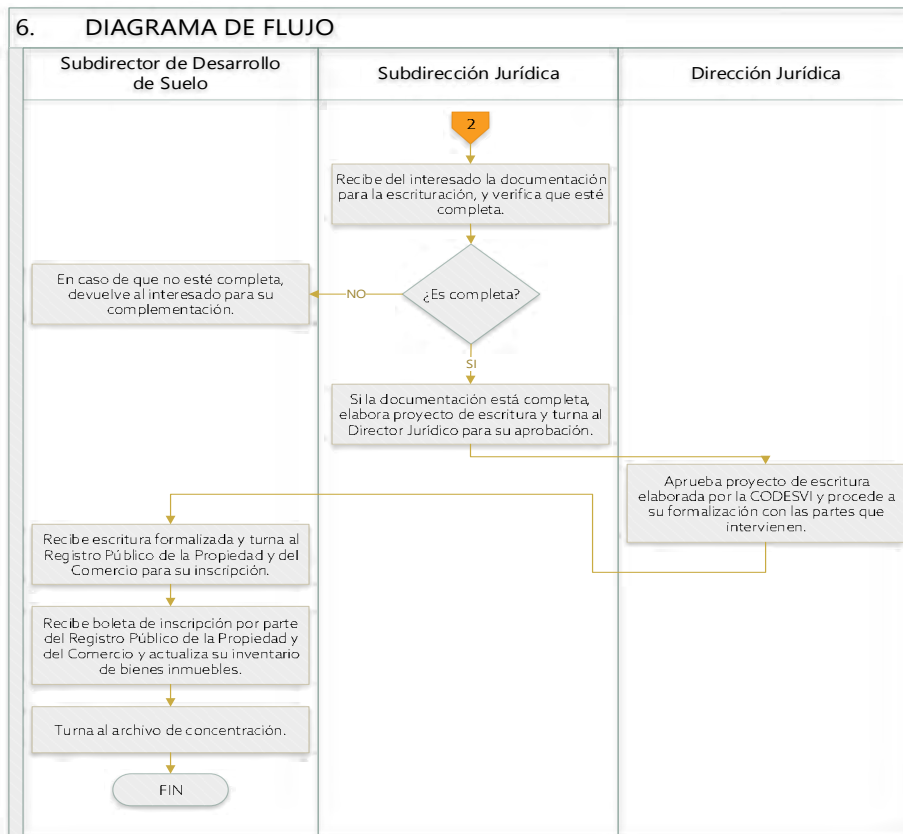 6. DIAGRAMA DE FLUJO
Subdirector de Desarrollo
de Suelo
Subdirección Jurídica
Dirección Jurídica
2
Recibe del interesado la documentación
para la escrituración, y verifica que esté
completa.
¿Es completa?
NO
En caso de que no esté completa,
devuelve al interesado para su
complementación.
SI
Si la documentación está completa,
elabora proyecto de escritura y turna al
Director Jurídico para su aprobación.
Aprueba proyecto de escritura
elaborada por la CODESVI y procede a
su formalización con las partes que
intervienen.
Recibe escritura formalizada y turna al
Registro Público de la Propiedad y del
Comercio para su inscripción.
Recibe boleta de inscripción por parte
del Registro Público de la Propiedad y
del Comercio y actualiza su inventario
de bienes inmuebles.
Turna al archivo de concentración.
FIN